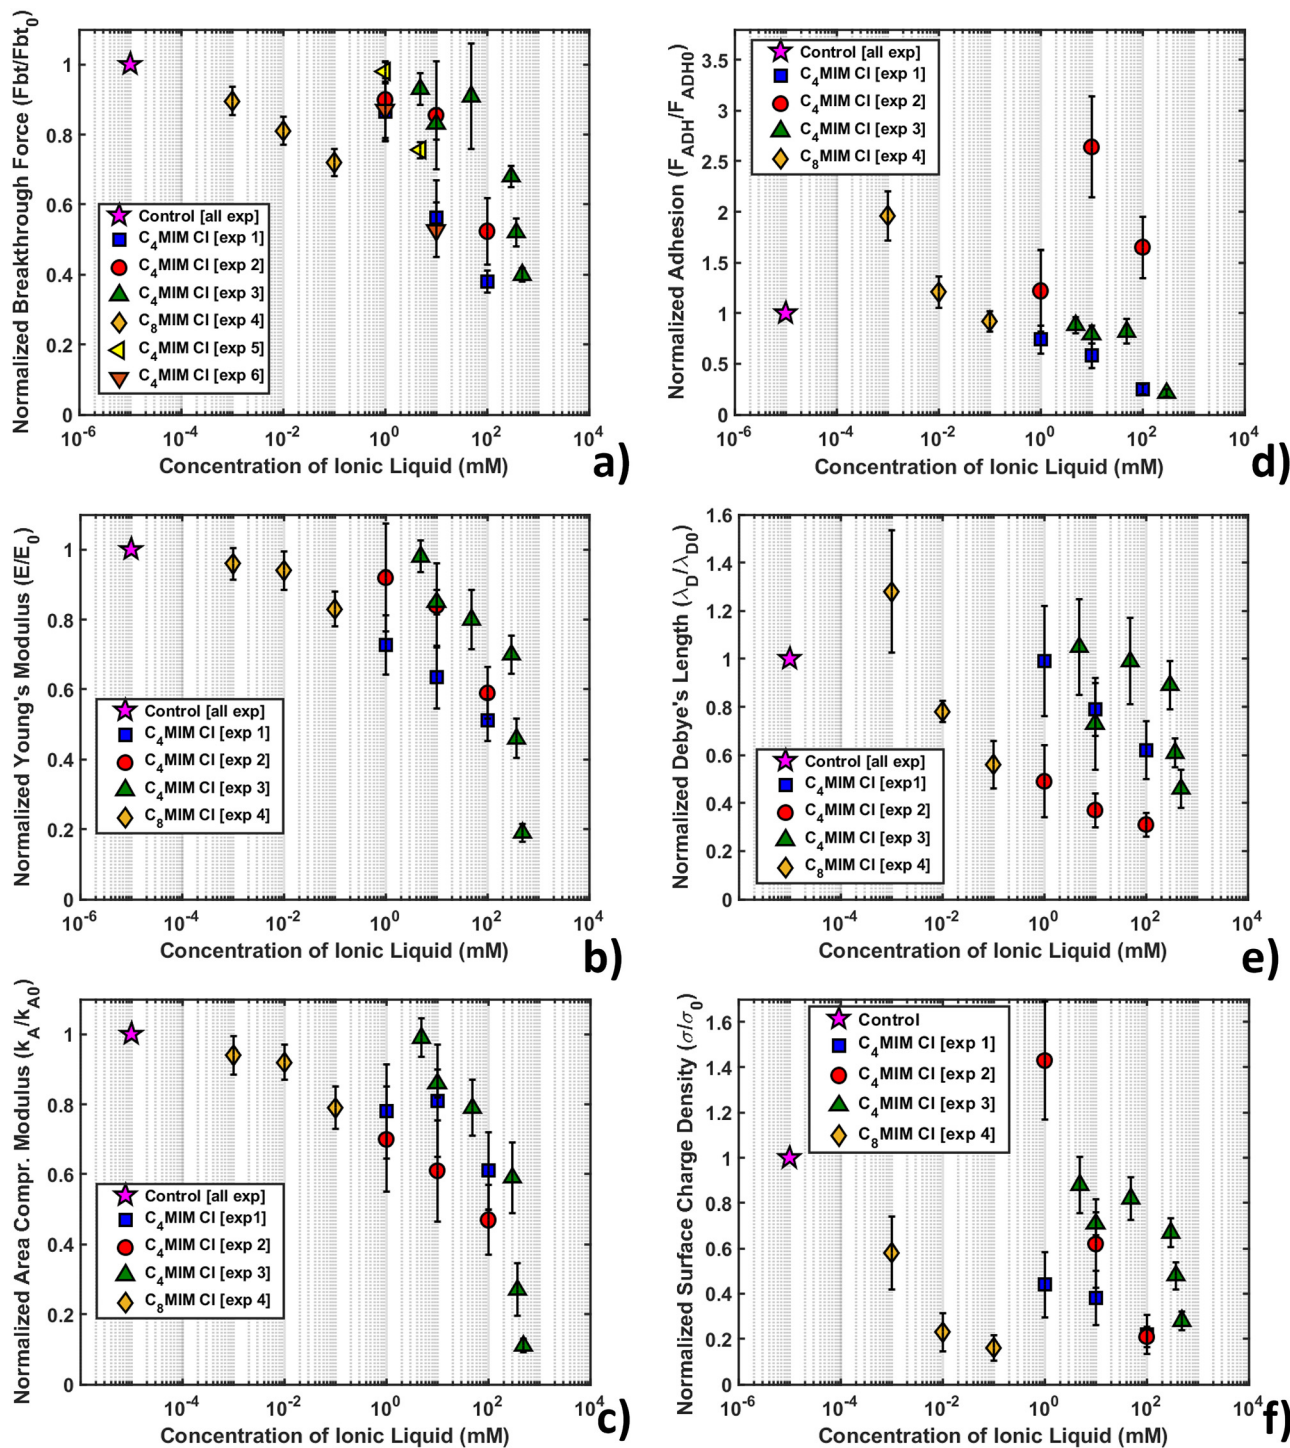 Normalized Breakthrough Force (Fbt/Fbt₀)
1
0.8
0.6
0.4
0.2
0
Control [all exp]
C₄MIM Cl [exp 1]
C₄MIM Cl [exp 2]
C₄MIM Cl [exp 3]
C₈MIM Cl [exp 4]
C₄MIM Cl [exp 5]
C₄MIM Cl [exp 6]
10⁻⁶ 10⁻⁴ 10⁻² 10⁰ 10² 10⁴
Concentration of Ionic Liquid (mM)
a)
Normalized Adhesion (F_ADH/F_ADH0)
3.5
3
2.5
2
1.5
1
0.5
0
Control [all exp]
C₄MIM Cl [exp 1]
C₄MIM Cl [exp 2]
C₄MIM Cl [exp 3]
C₈MIM Cl [exp 4]
10⁻⁶ 10⁻⁴ 10⁻² 10⁰ 10² 10⁴
Concentration of Ionic Liquid (mM)
d)
Normalized Young's Modulus (E/E₀)
1
0.8
0.6
0.4
0.2
0
Control [all exp]
C₄MIM Cl [exp 1]
C₄MIM Cl [exp 2]
C₄MIM Cl [exp 3]
C₈MIM Cl [exp 4]
10⁻⁶ 10⁻⁴ 10⁻² 10⁰ 10² 10⁴
Concentration of Ionic Liquid (mM)
b)
Normalized Debye's Length (λ_D/λ_D0)
1.6
1.4
1.2
1
0.8
0.6
0.4
0.2
0
Control [all exp]
C₄MIM Cl [exp1]
C₄MIM Cl [exp 2]
C₄MIM Cl [exp 3]
C₈MIM Cl [exp 4]
10⁻⁴ 10⁻² 10⁰ 10² 10⁴
Concentration of Ionic Liquid (mM)
e)
Normalized Area Compr. Modulus (k_A/k_A0)
1
0.8
0.6
0.4
0.2
0
Control [all exp]
C₄MIM Cl [exp1]
C₄MIM Cl [exp 2]
C₄MIM Cl [exp 3]
C₈MIM Cl [exp 4]
10⁻⁴ 10⁻² 10⁰ 10² 10⁴
Concentration of Ionic Liquid (mM)
c)
Normalized Surface Charge Density (σ/σ₀)
1.6
1.4
1.2
1
0.8
0.6
0.4
0.2
0
Control
C₄MIM Cl [exp 1]
C₄MIM Cl [exp 2]
C₄MIM Cl [exp 3]
C₈MIM Cl [exp 4]
10⁻⁶ 10⁻⁴ 10⁻² 10⁰ 10² 10⁴
Concentration of Ionic Liquid (mM)
f)